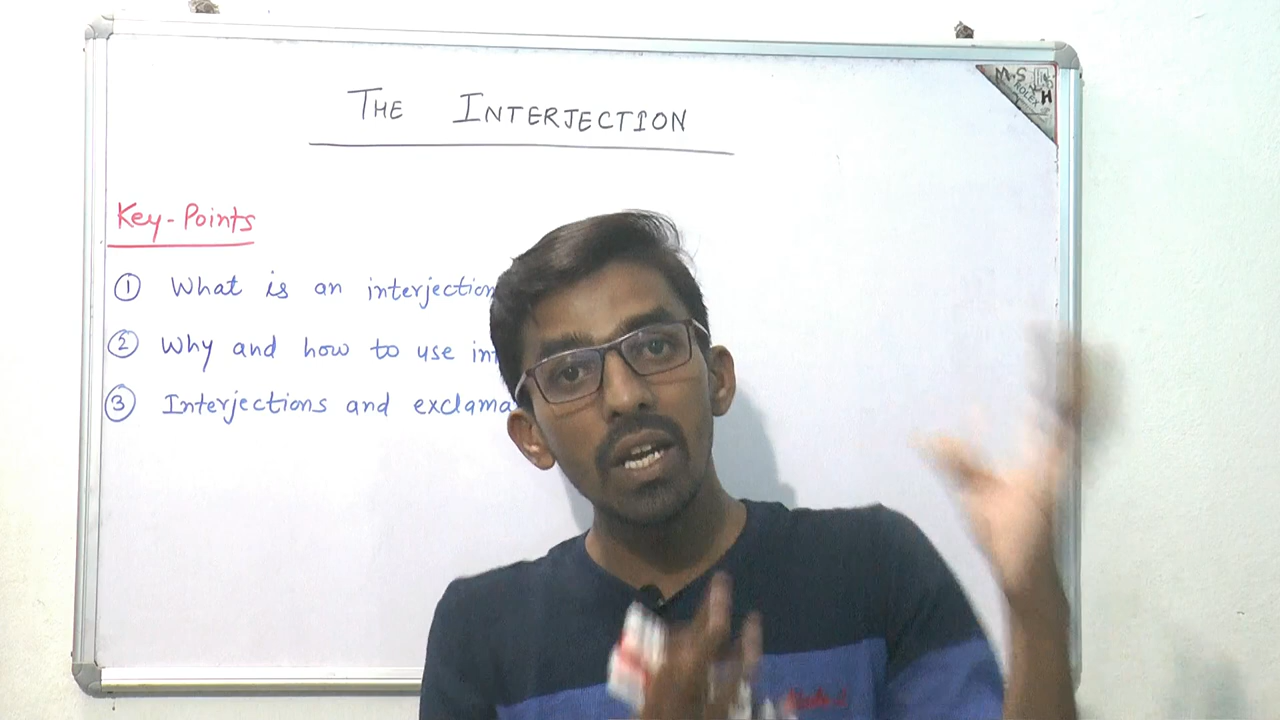 THE INTERJECTION
Key-Points
① What is an interjection
② Why and how to use int
③ Interjections and exclama